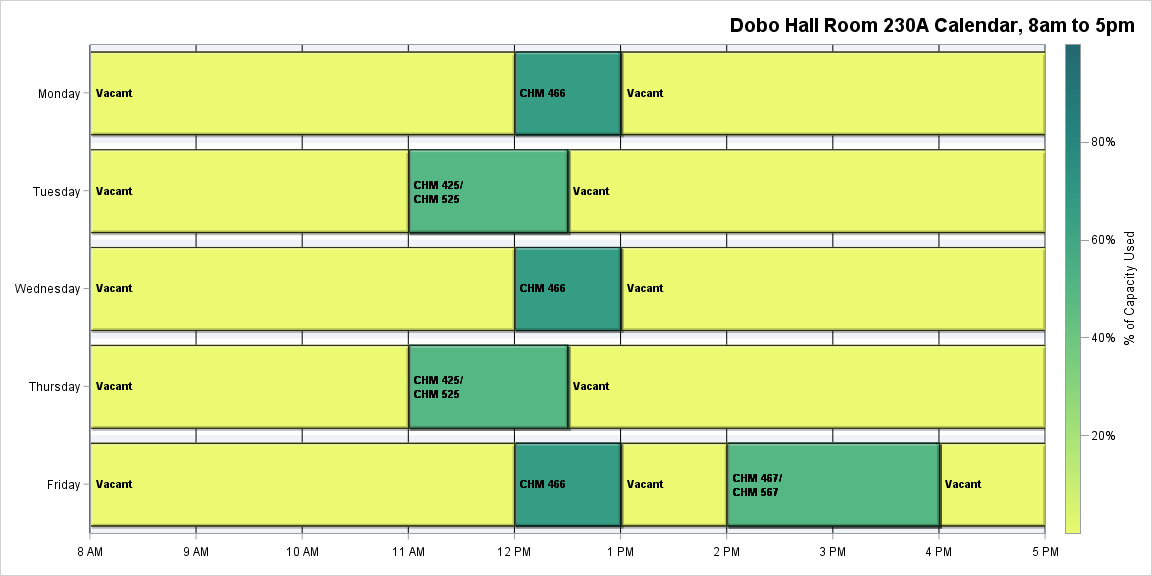 Dobo Hall Room 230A Calendar, 8am to 5pm
Monday
Vacant
CHM 466
Vacant
Tuesday
Vacant
CHM 425/
CHM 525
Vacant
Wednesday
Vacant
CHM 466
Vacant
Thursday
Vacant
CHM 425/
CHM 525
Vacant
Friday
Vacant
CHM 466
Vacant
CHM 467/
CHM 567
Vacant
8 AM
9 AM
10 AM
11 AM
12 PM
1 PM
2 PM
3 PM
4 PM
5 PM
80%
60%
40%
20%
% of Capacity Used